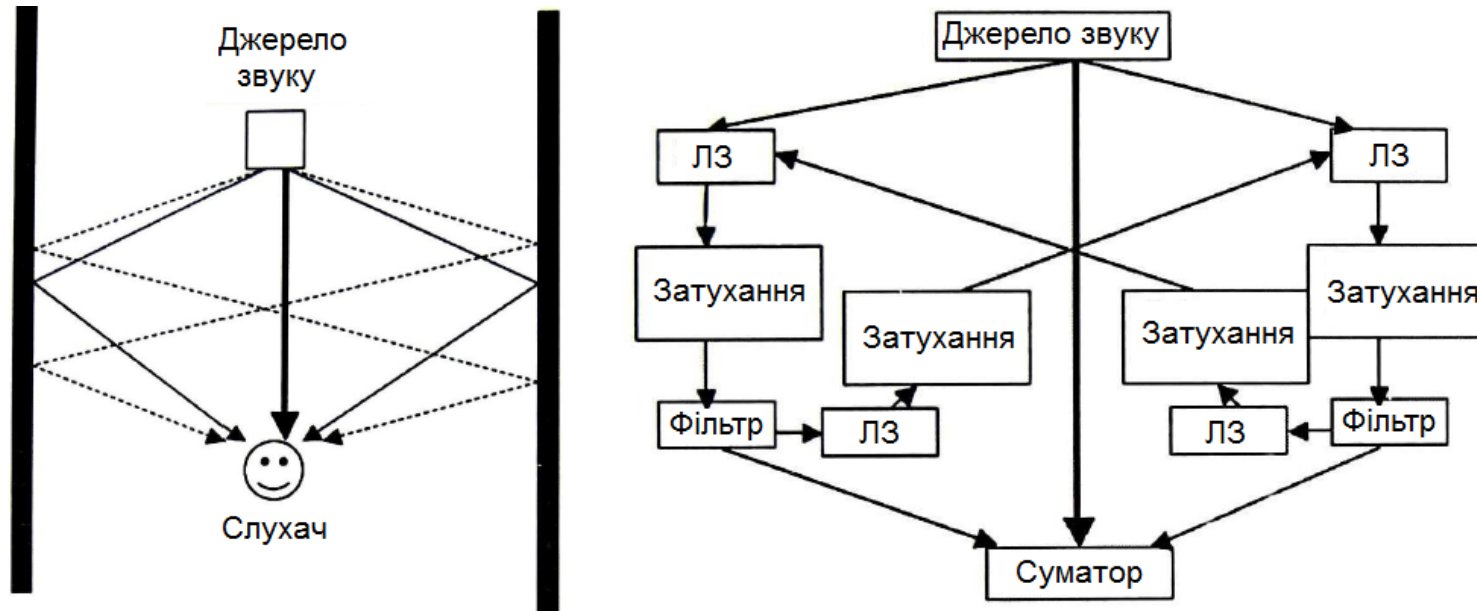 Джерело
звуку
Слухач
Джерело звуку
ЛЗ
ЛЗ
Затухання
Затухання
Затухання
Затухання
Фільтр
ЛЗ
ЛЗ
Фільтр
Суматор